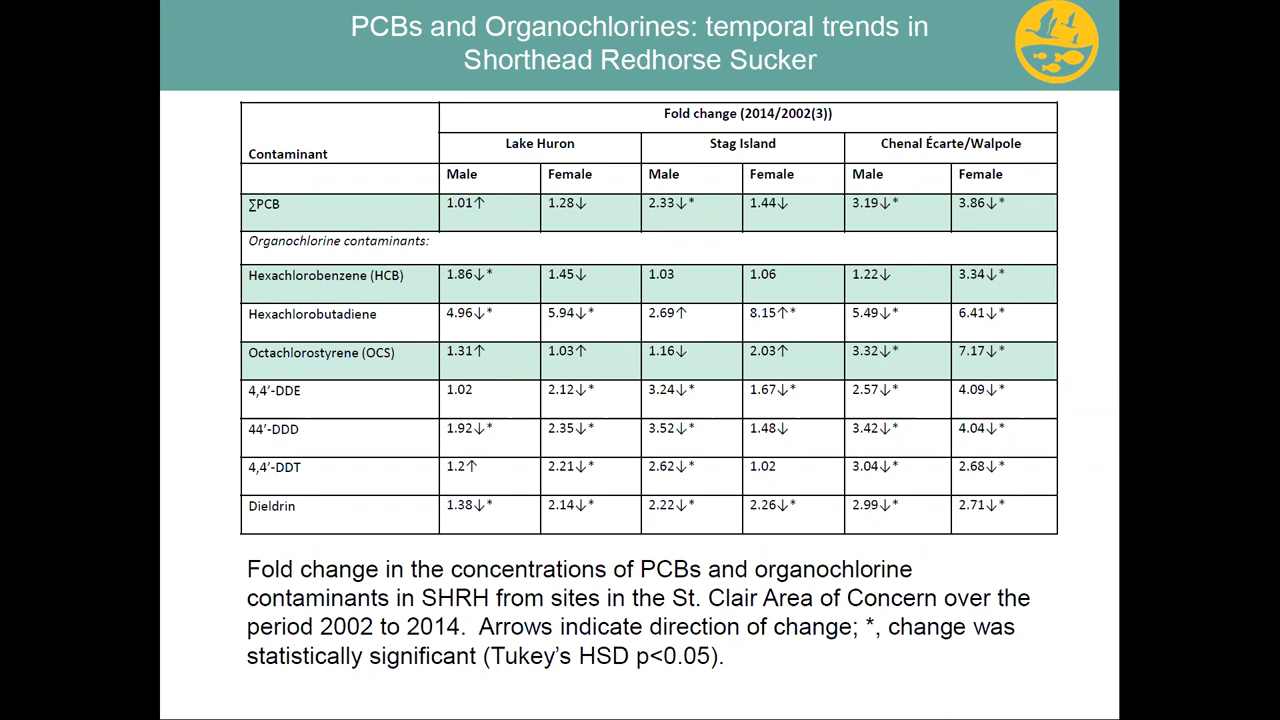 PCBs and Organochlorines: temporal trends in
Shorthead Redhorse Sucker
Fold change (2014/2002(3))
Contaminant Lake Huron Stag Island Chenal Écarte/Walpole
Male Female Male Female Male Female
∑PCB 1.01↑ 1.28↓ 2.33↓* 1.44↓ 3.19↓* 3.86↓*
Organochlorine contaminants:
Hexachlorobenzene (HCB) 1.86↓* 1.45↓ 1.03 1.06 1.22↓ 3.34↓*
Hexachlorobutadiene 4.96↓* 5.94↓* 2.69↑ 8.15↑* 5.49↓* 6.41↓*
Octachlorostyrene (OCS) 1.31↑ 1.03↑ 1.16↓ 2.03↑ 3.32↓* 7.17↓*
4,4’-DDE 1.02 2.12↓* 3.24↓* 1.67↓* 2.57↓* 4.09↓*
44’-DDD 1.92↓* 2.35↓* 3.52↓* 1.48↓ 3.42↓* 4.04↓*
4,4’-DDT 1.2↑ 2.21↓* 2.62↓* 1.02 3.04↓* 2.68↓*
Dieldrin 1.38↓* 2.14↓* 2.22↓* 2.26↓* 2.99↓* 2.71↓*
Fold change in the concentrations of PCBs and organochlorine
contaminants in SHRH from sites in the St. Clair Area of Concern over the
period 2002 to 2014. Arrows indicate direction of change; *, change was
statistically significant (Tukey’s HSD p<0.05).